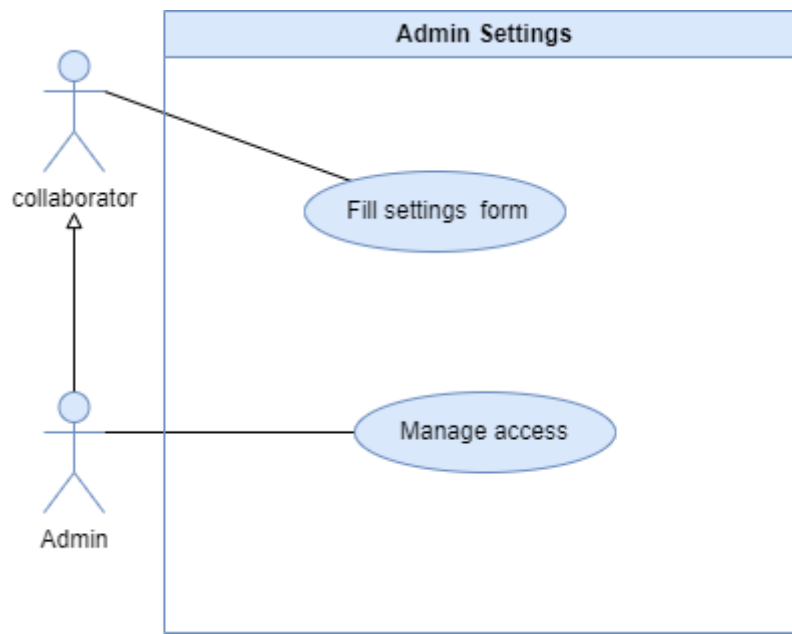 Admin Settings
collaborator
Fill settings form
Manage access
Admin